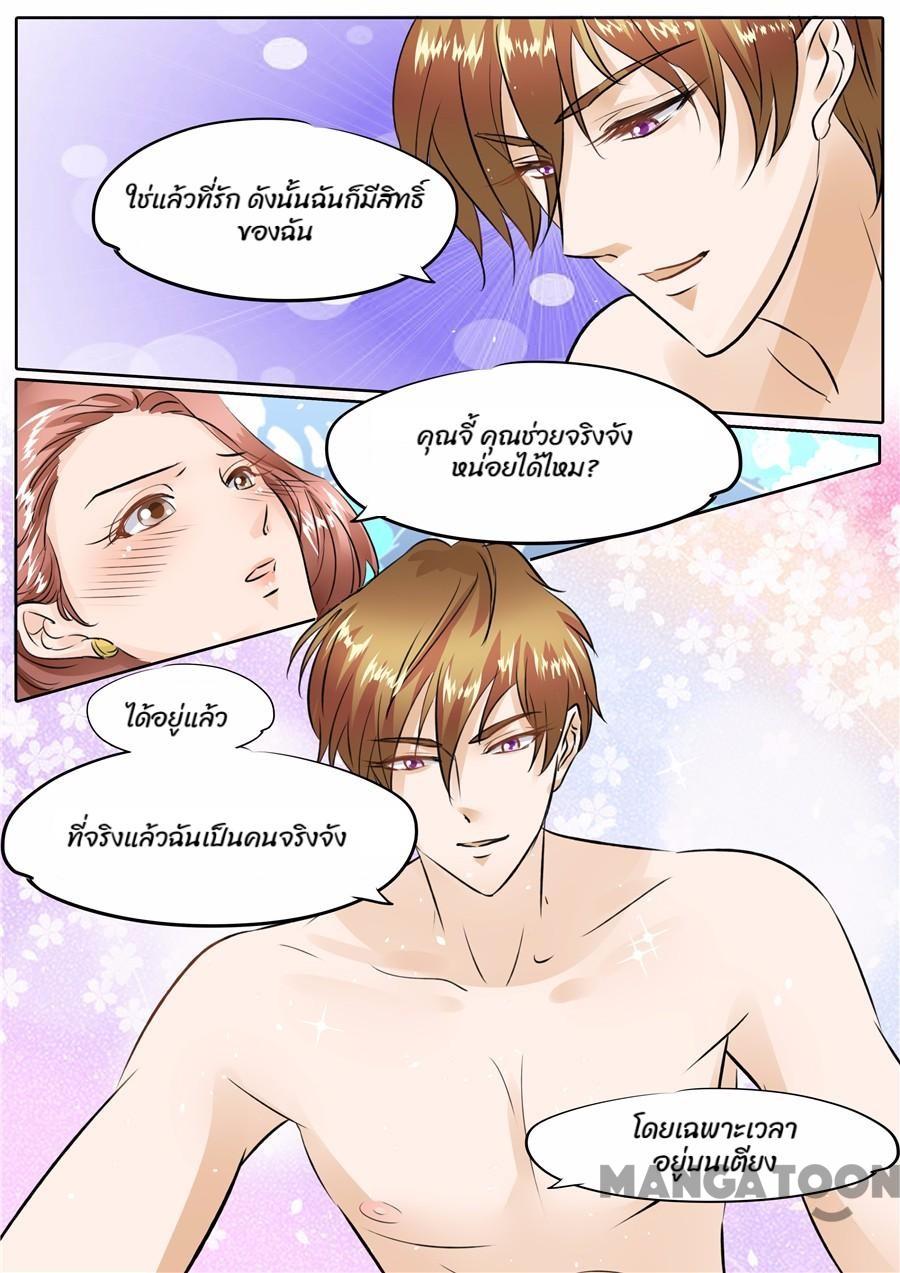 ใช่แล้วที่รัก ดังนั้นฉันก็มีสิทธิ์
ของฉัน
คุณจี้ คุณช่วยจริงจัง
หน่อยได้ไหม?
ได้อยู่แล้ว
ที่จริงแล้วฉันเป็นคนจริงจัง
โดยเฉพาะเวลา
อยู่บนเตียง
MANGATOON